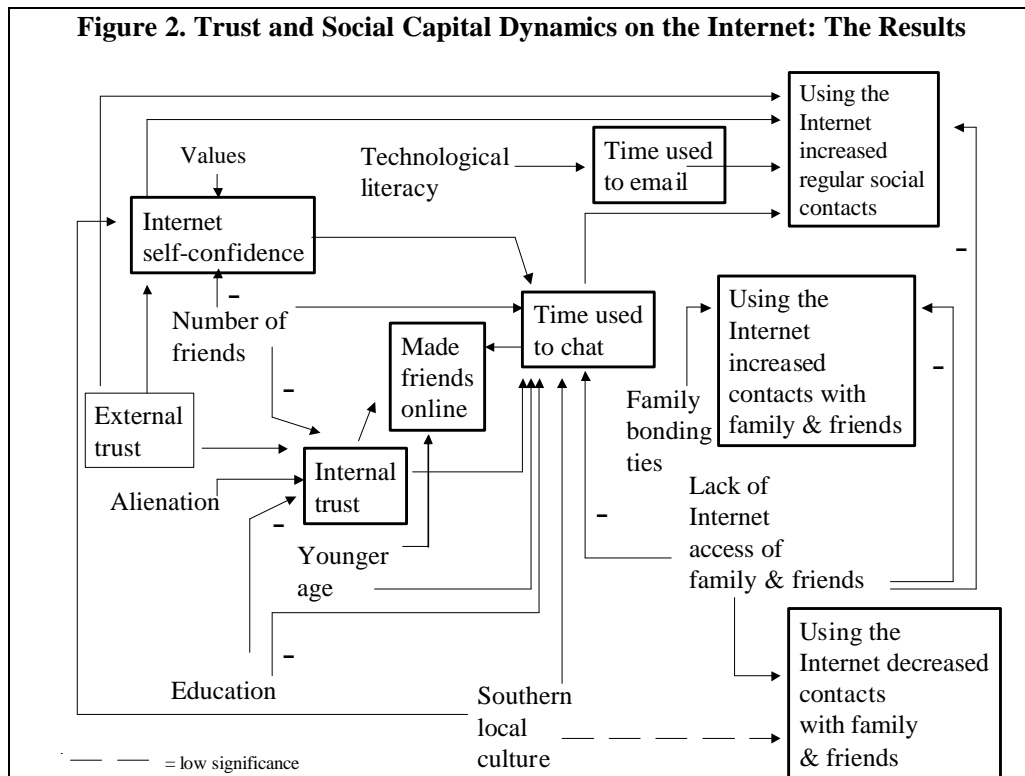 Figure 2. Trust and Social Capital Dynamics on the Internet: The Results
Using the
Internet
increased
regular social
contacts
Values
Technological
literacy
Time used
to email
Internet
self-confidence
–
Number of
friends
Time used
to chat
Made
friends
online
Using the
Internet
increased
contacts with
family & friends
–
–
–
External
trust
Family
bonding
ties
Alienation
Internal
trust
–
Lack of
Internet
access of
family & friends
–
Younger
age
–
Education
Southern
local
culture
Using the
Internet decreased
contacts
with family
& friends
= low significance